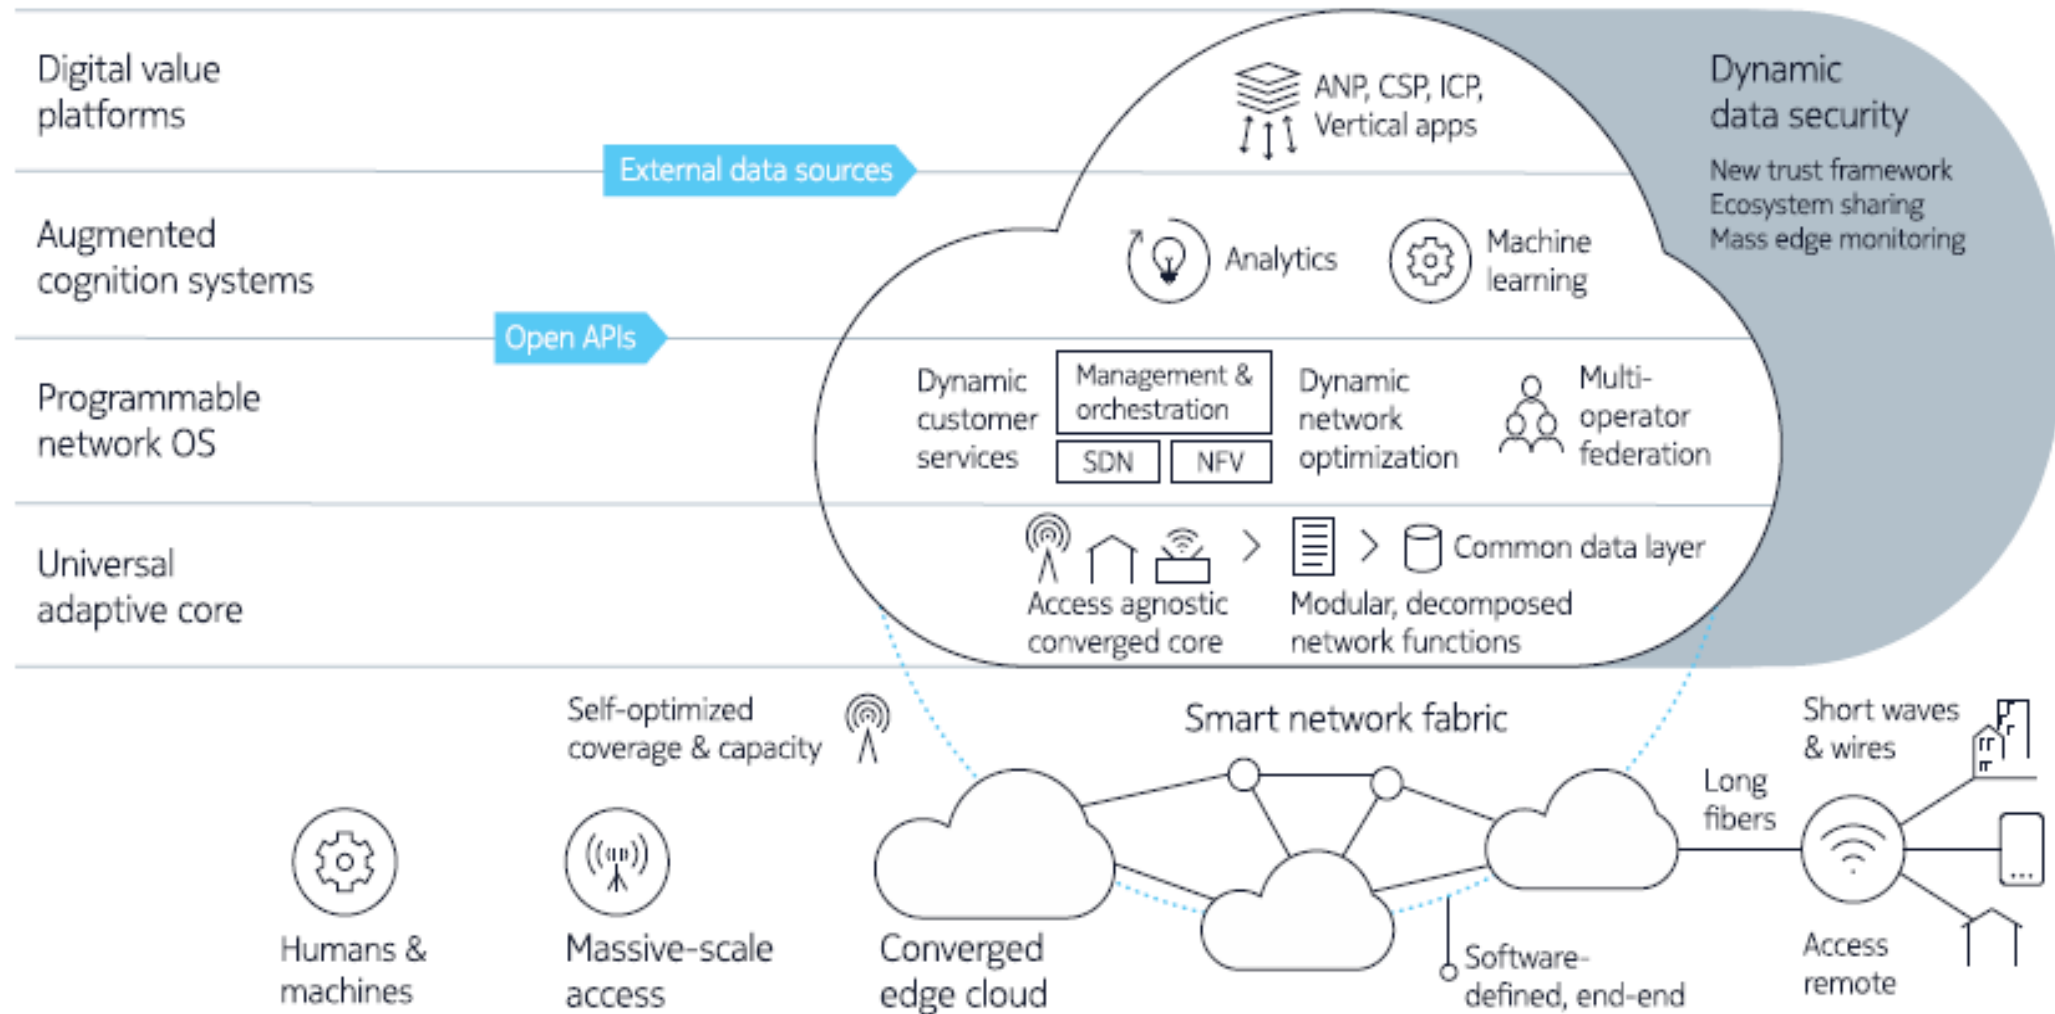 Digital value
platforms
ANP, CSP, ICP,
Vertical apps
Dynamic
data security
New trust framework
Ecosystem sharing
Mass edge monitoring
External data sources
Augmented
cognition systems
Analytics
Machine
learning
Open APIs
Programmable
network OS
Dynamic
customer
services
Management &
orchestration
SDN
NFV
Dynamic
network
optimization
Multi-
operator
federation
Universal
adaptive core
Access agnostic
converged core
Modular, decomposed
network functions
Common data layer
Self-optimized
coverage & capacity
Smart network fabric
Short waves
& wires
Long
fibers
Humans &
machines
Massive-scale
access
Converged
edge cloud
Software-
defined, end-end
Access
remote